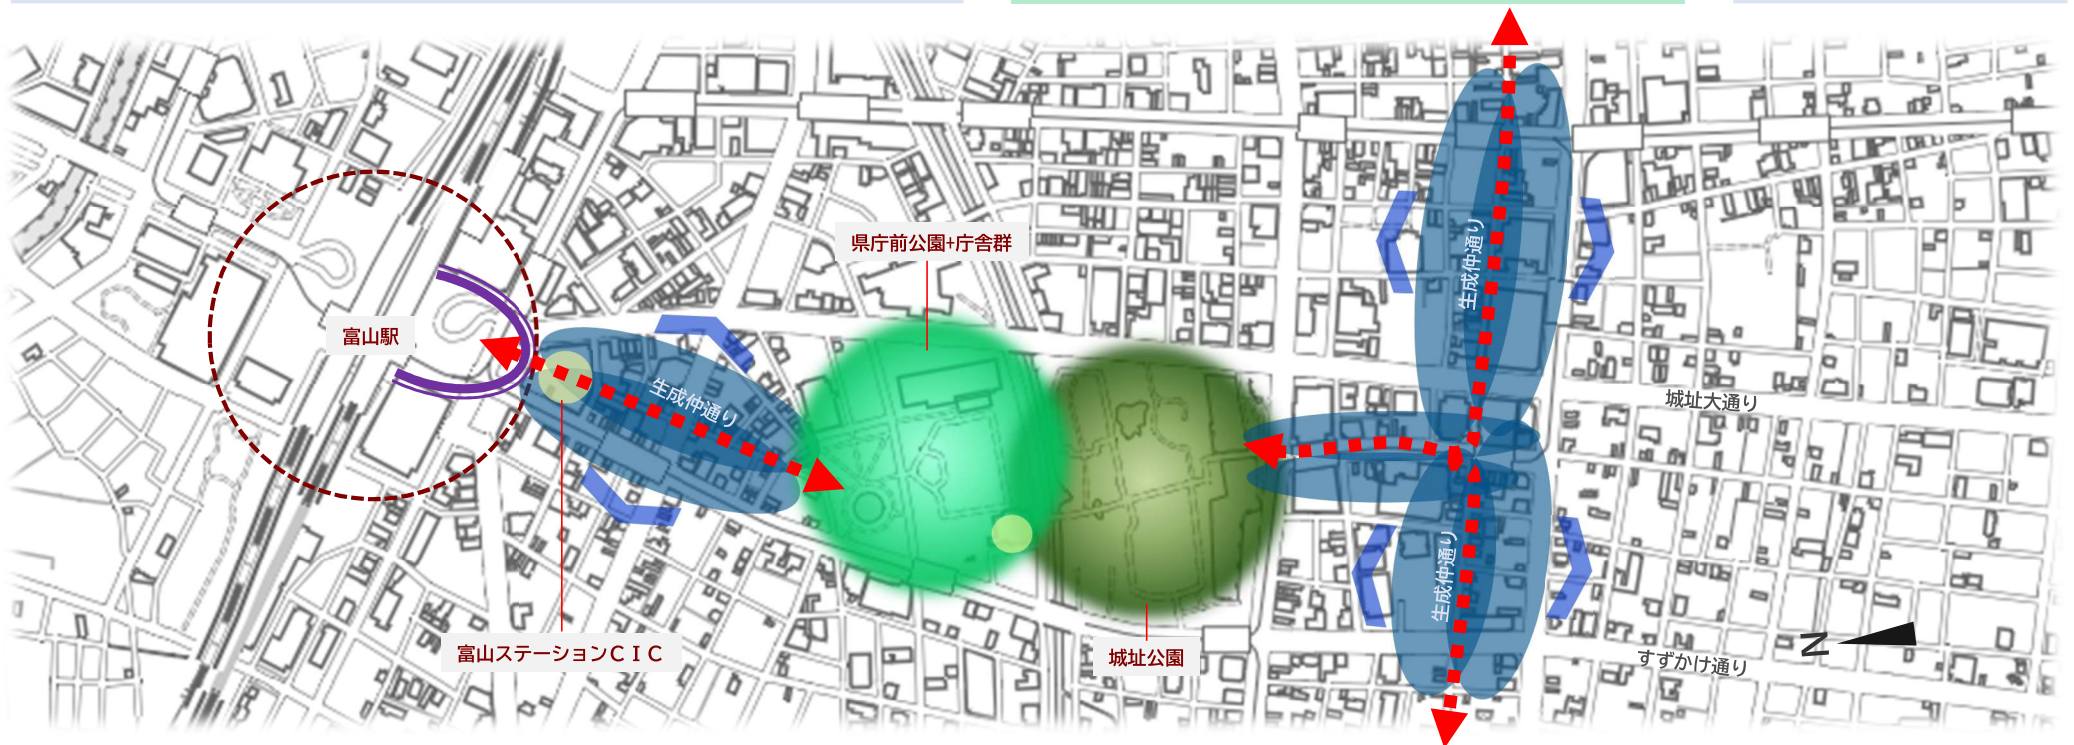 県庁前公園+庁舎群
富山駅
生成仲通り
生成仲通り
城址大通り
生成仲通り
富山ステーションＣＩＣ
城址公園
すずかけ通り
N